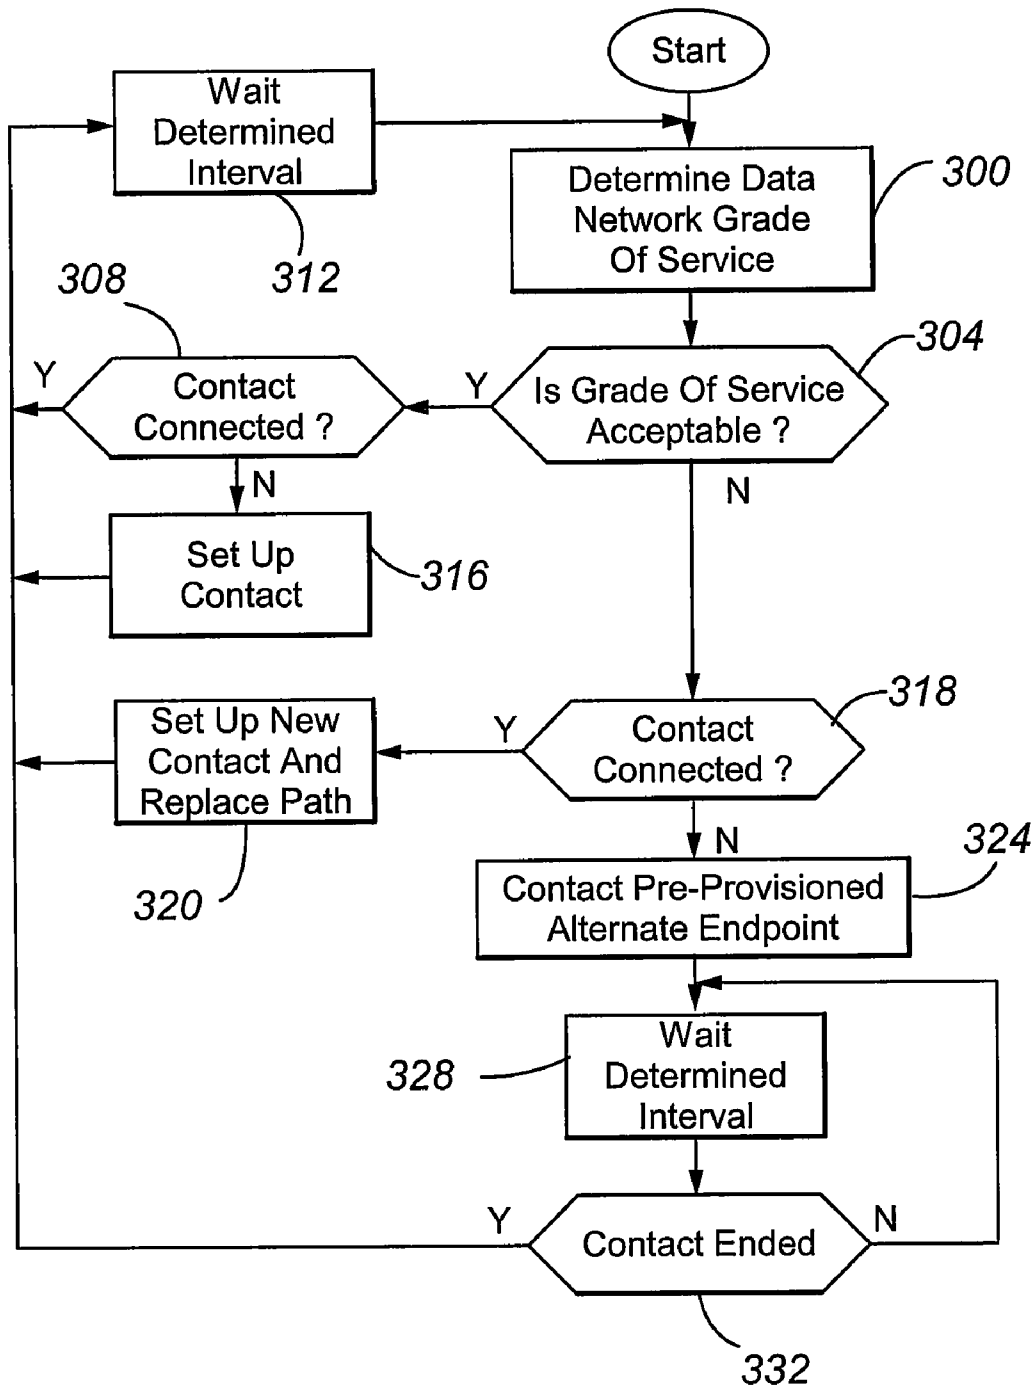 Start
Wait
Determined
Interval
312
Determine Data
Network Grade
Of Service
300
308
Contact
Connected ?
Y
N
Is Grade Of Service
Acceptable ?
304
Y
N
Set Up
Contact
316
Contact
Connected ?
318
Y
N
Set Up New
Contact And
Replace Path
320
Contact Pre-Provisioned
Alternate Endpoint
324
Wait
Determined
Interval
328
Contact Ended
Y
N
332